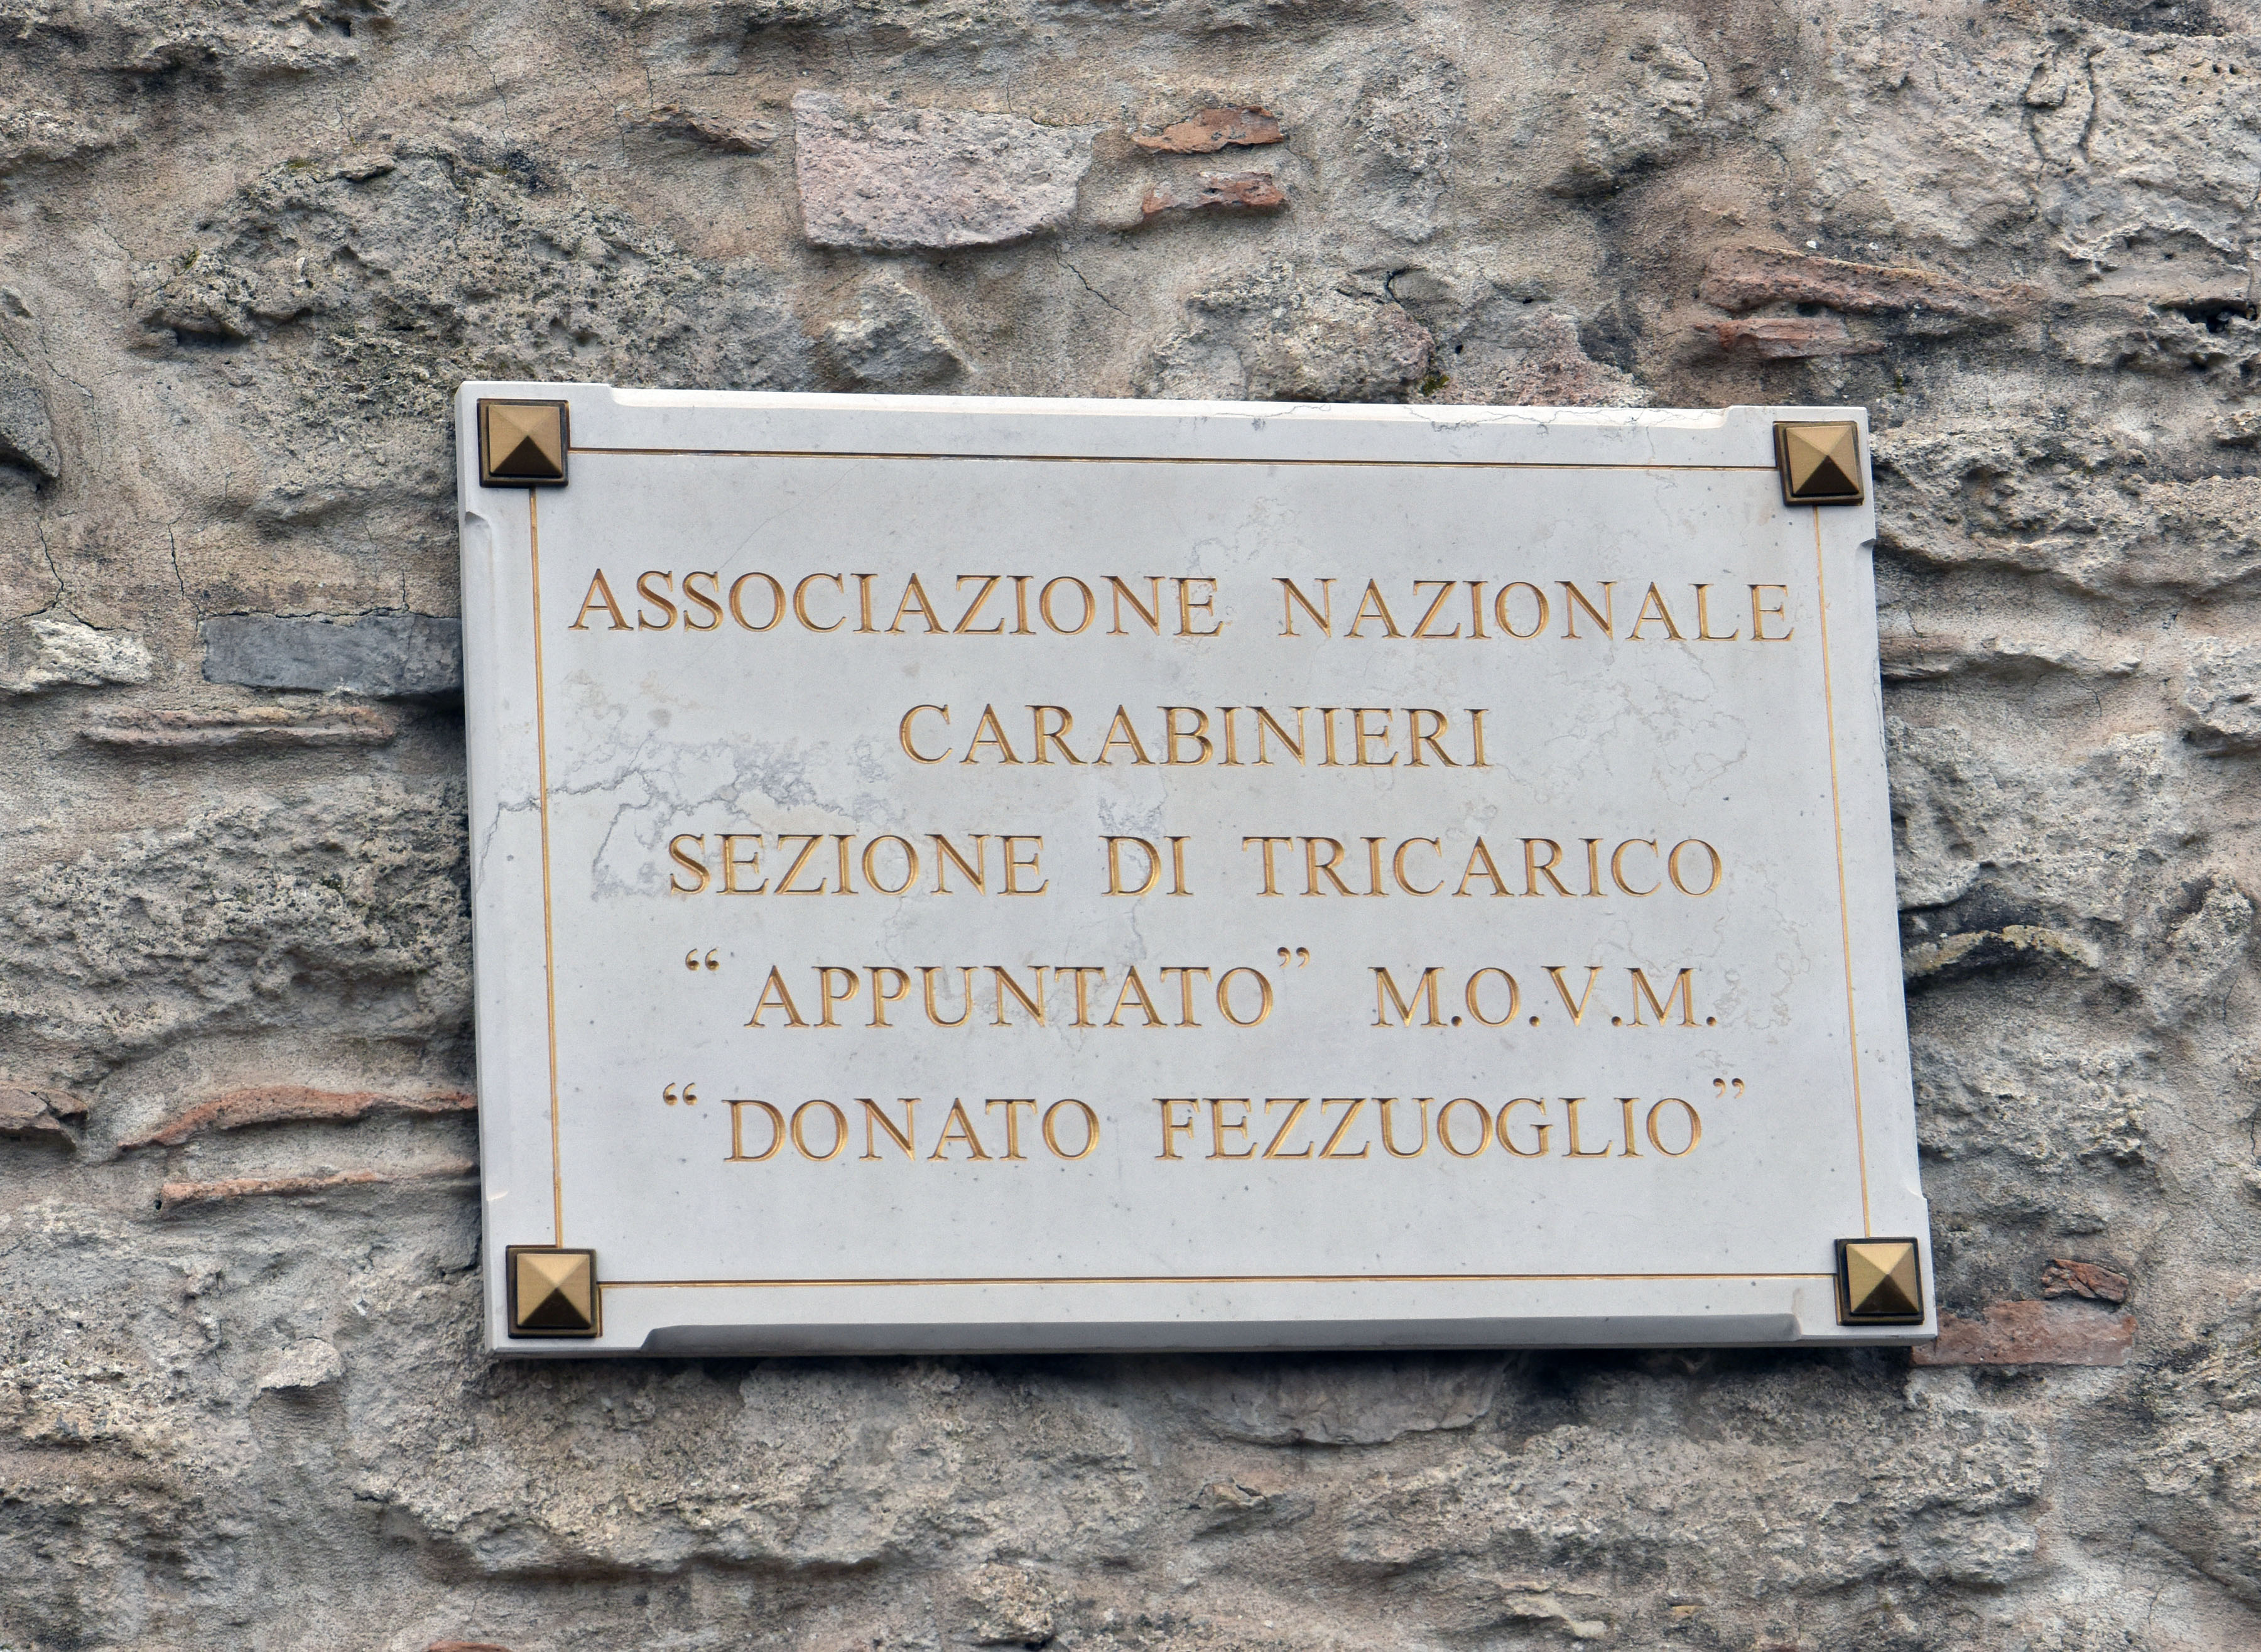 ASSOCIAZIONE NAZIONALE
CARABINIERI
SEZIONE DI TRICARICO
“APPUNTATO” M.O.V.M.
“DONATO FEZZUOGLIO”